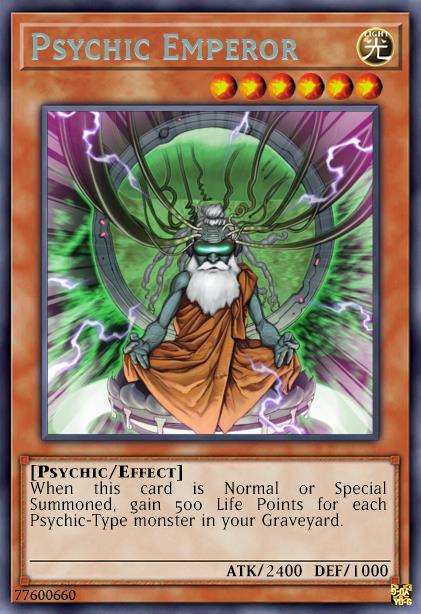 PSYCHIC EMPEROR
LIGHT
光
[PSYCHIC/EFFECT]
When this card is Normal or Special
Summoned, gain 500 Life Points for each
Psychic-Type monster in your Graveyard.
ATK/2400 DEF/1000
77600660